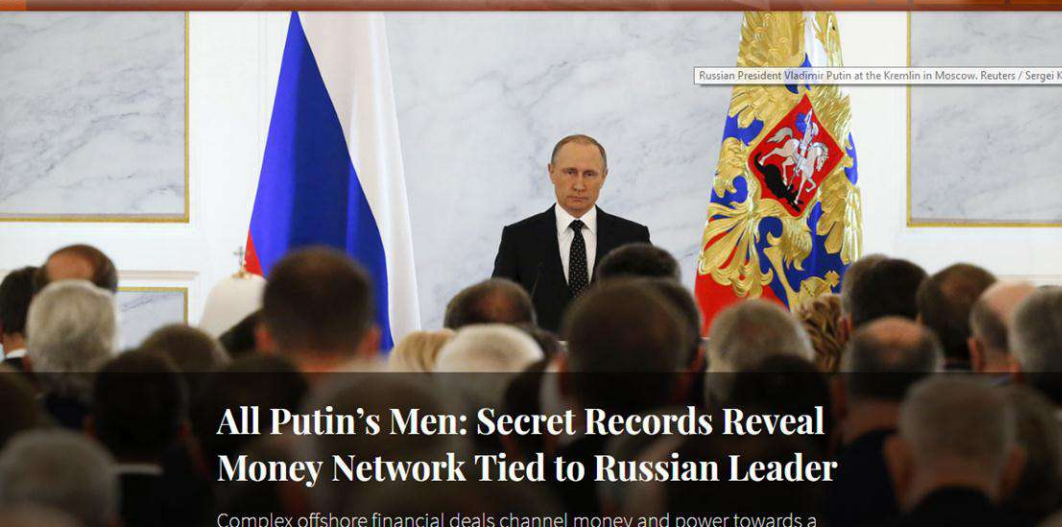 Russian President Vladimir Putin at the Kremlin in Moscow. Reuters / Sergei
All Putin's Men: Secret Records Reveal
Money Network Tied to Russian Leader
Complex offshore financial deals channel money and power towards a